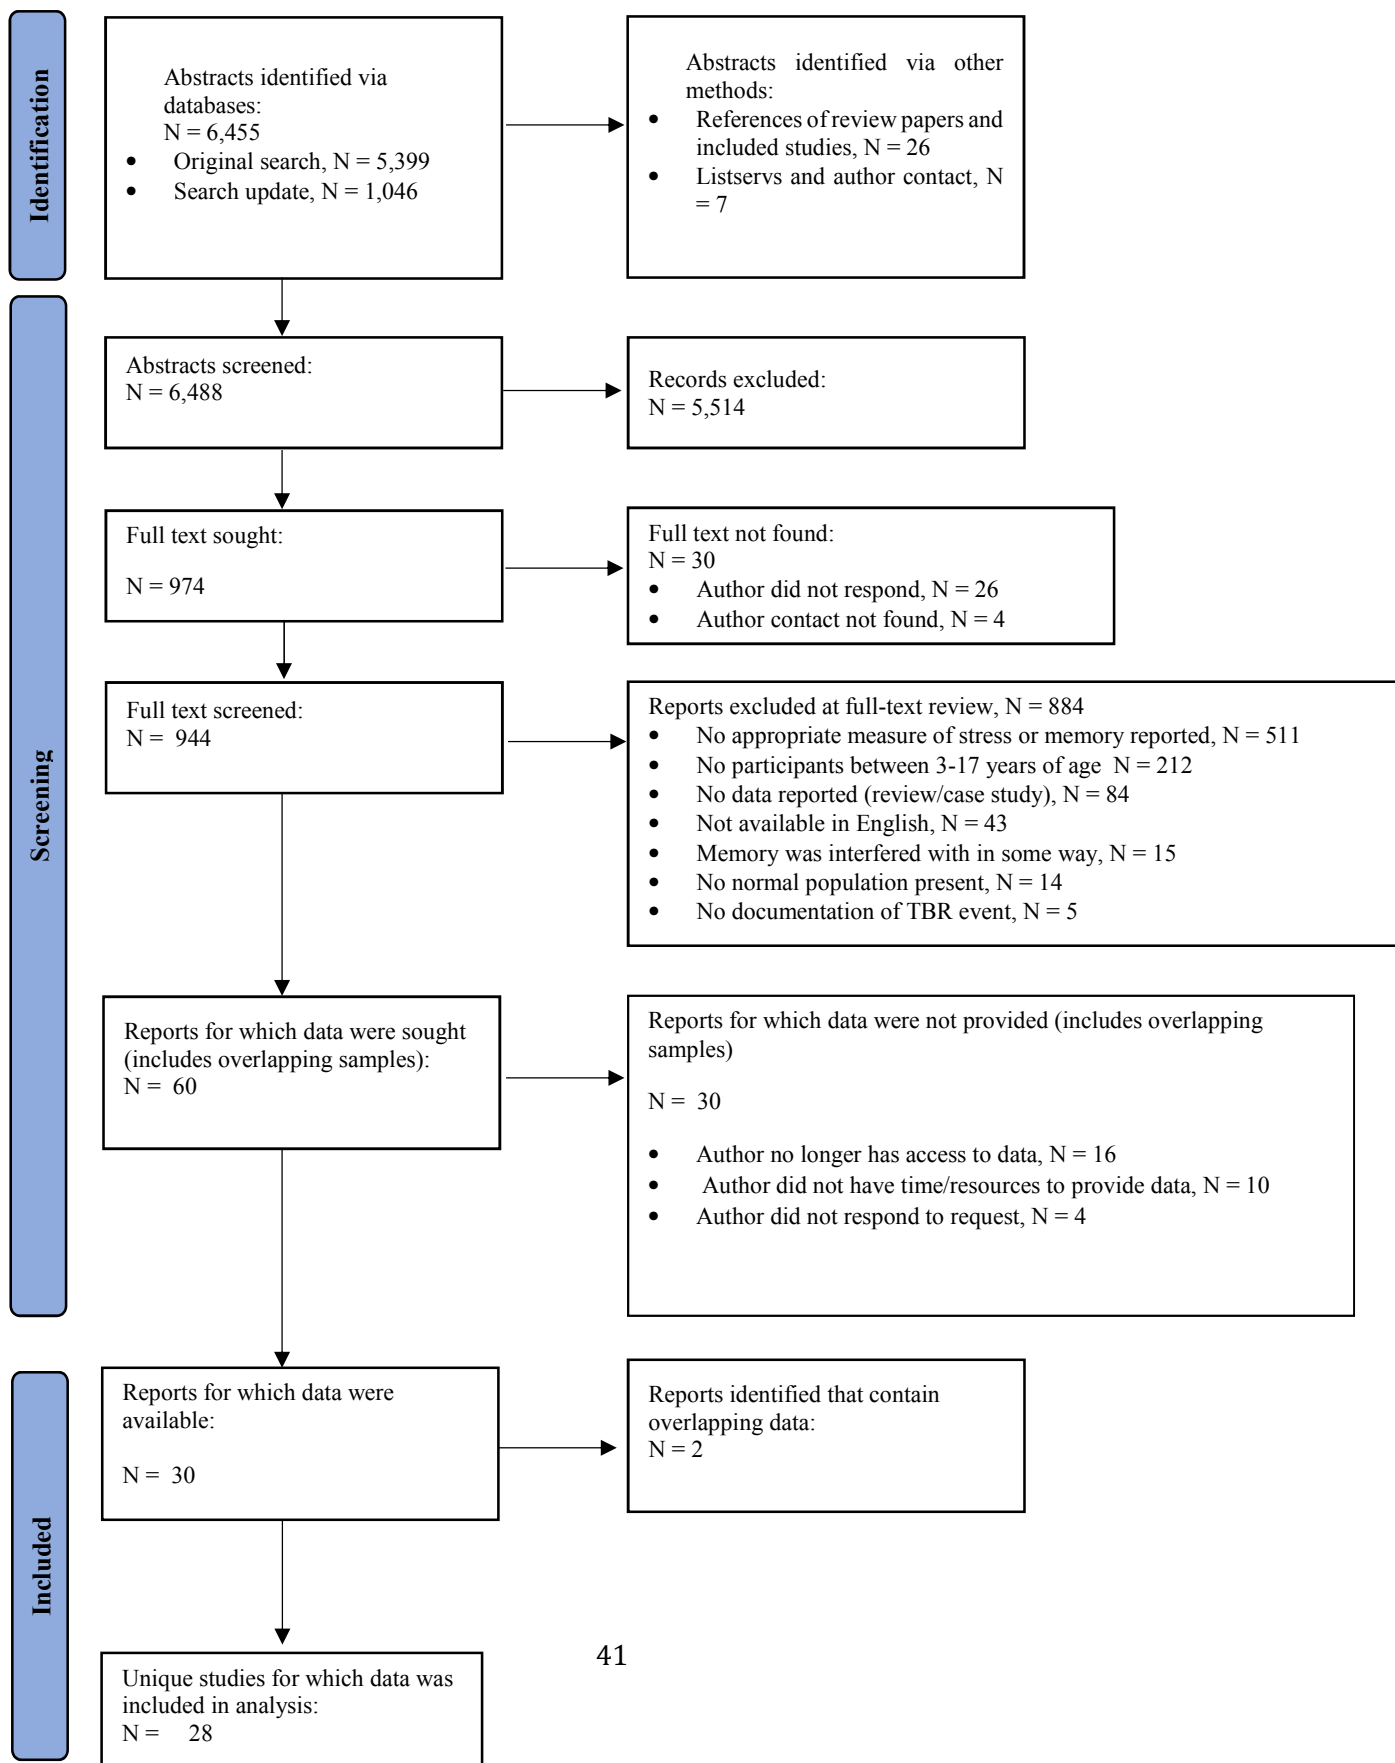 Identification
Abstracts identified via
databases:
N = 6,455
• Original search, N = 5,399
• Search update, N = 1,046
Abstracts identified via other
methods:
• References of review papers and
included studies, N = 26
• Listservs and author contact, N
= 7
Screening
Abstracts screened:
N = 6,488
Records excluded:
N = 5,514
Full text sought:
N = 974
Full text not found:
N = 30
• Author did not respond, N = 26
• Author contact not found, N = 4
Full text screened:
N = 944
Reports excluded at full-text review, N = 884
• No appropriate measure of stress or memory reported, N = 511
• No participants between 3-17 years of age N = 212
• No data reported (review/case study), N = 84
• Not available in English, N = 43
• Memory was interfered with in some way, N = 15
• No normal population present, N = 14
• No documentation of TBR event, N = 5
Reports for which data were sought
(includes overlapping samples):
N = 60
Reports for which data were not provided (includes overlapping
samples)
N = 30
• Author no longer has access to data, N = 16
• Author did not have time/resources to provide data, N = 10
• Author did not respond to request, N = 4
Included
Reports for which data were
available:
N = 30
Reports identified that contain
overlapping data:
N = 2
Unique studies for which data was
included in analysis:
N = 28
41